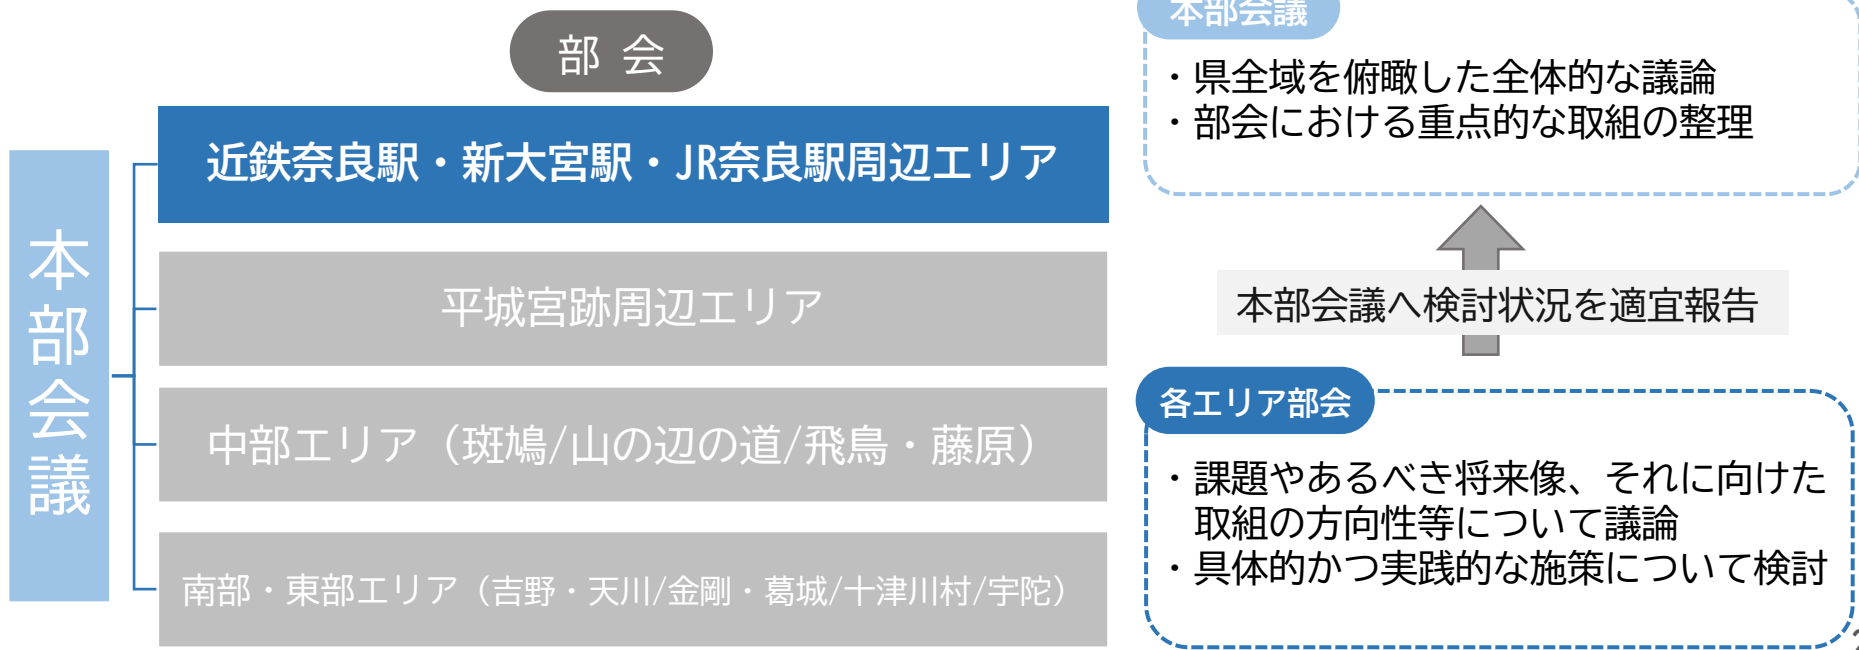 部 会
本部会議
近鉄奈良駅・新大宮駅・JR奈良駅周辺エリア
平城宮跡周辺エリア
中部エリア（斑鳩/山の辺の道/飛鳥・藤原）
南部・東部エリア（吉野・天川/金剛・葛城/十津川村/宇陀）
本部会議
・県全域を俯瞰した全体的な議論
・部会における重点的な取組の整理
本部会議へ検討状況を適宜報告
各エリア部会
・課題やあるべき将来像、それに向けた
取組の方向性等について議論
・具体的かつ実践的な施策について検討